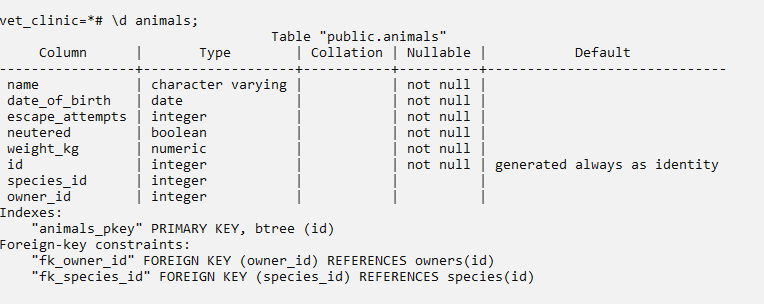 vet_clinic=*# \d animals;
                                  Table "public.animals"
     Column      |       Type        | Collation | Nullable |           Default
-----------------+-------------------+-----------+----------+------------------------------
 name            | character varying |           | not null |
 date_of_birth   | date              |           | not null |
 escape_attempts | integer           |           | not null |
 neutered        | boolean           |           | not null |
 weight_kg       | numeric           |           | not null |
 id              | integer           |           | not null | generated always as identity
 species_id      | integer           |           |          |
 owner_id        | integer           |           |          |
Indexes:
    "animals_pkey" PRIMARY KEY, btree (id)
Foreign-key constraints:
    "fk_owner_id" FOREIGN KEY (owner_id) REFERENCES owners(id)
    "fk_species_id" FOREIGN KEY (species_id) REFERENCES species(id)